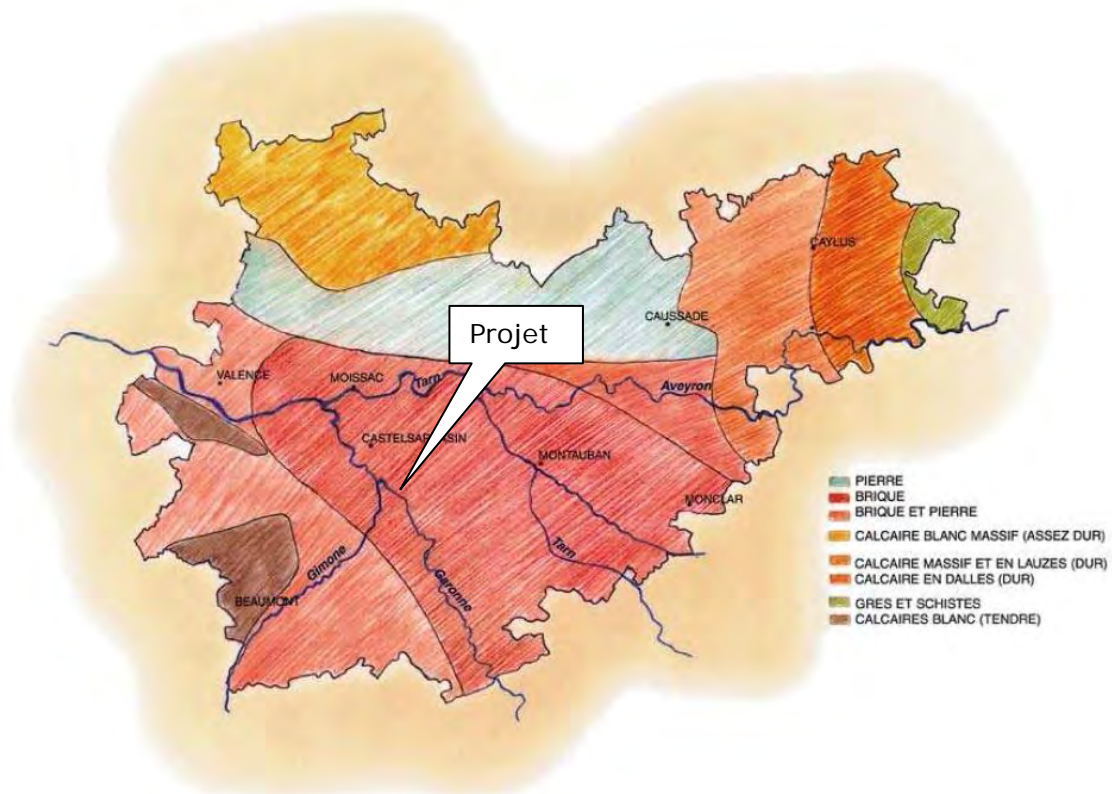 Projet
CAYLUS
CAUSSADE
VALENCE
MOISSAC
Tarn
Aveyron
CASTELSARRASIN
MONTAUBAN
MONCLAR
Tarn
Gimone
Garonne
BEAUMONT
PIERRE
BRIQUE
BRIQUE ET PIERRE
CALCAIRE BLANC MASSIF (ASSEZ DUR)
CALCAIRE MASSIF ET EN LAUZES (DUR)
CALCAIRE EN DALLES (DUR)
GRES ET SCHISTES
CALCAIRES BLANC (TENDRE)